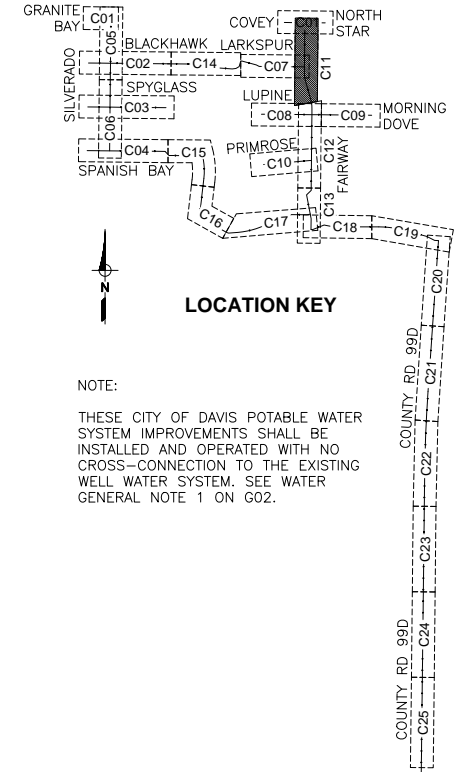 GRANITE
BAY
C01
COVEY
C01
NORTH
STAR
C05
BLACKHAWK
LARKSPUR
SILVERADO
C02
C14
C07
C11
SPYGLASS
C03
LUPINE
C08
C09
MORNING
DOVE
C06
C04
C15
SPANISH BAY
PRIMROSE
C10
C12
FAIRWAY
C13
C16
C17
C18
C19
N
LOCATION KEY
C20
COUNTY RD 99D
C21
NOTE:
THESE CITY OF DAVIS POTABLE WATER
SYSTEM IMPROVEMENTS SHALL BE
INSTALLED AND OPERATED WITH NO
CROSS-CONNECTION TO THE EXISTING
WELL WATER SYSTEM. SEE WATER
GENERAL NOTE 1 ON G02.
C22
C23
C24
COUNTY RD 99D
C25